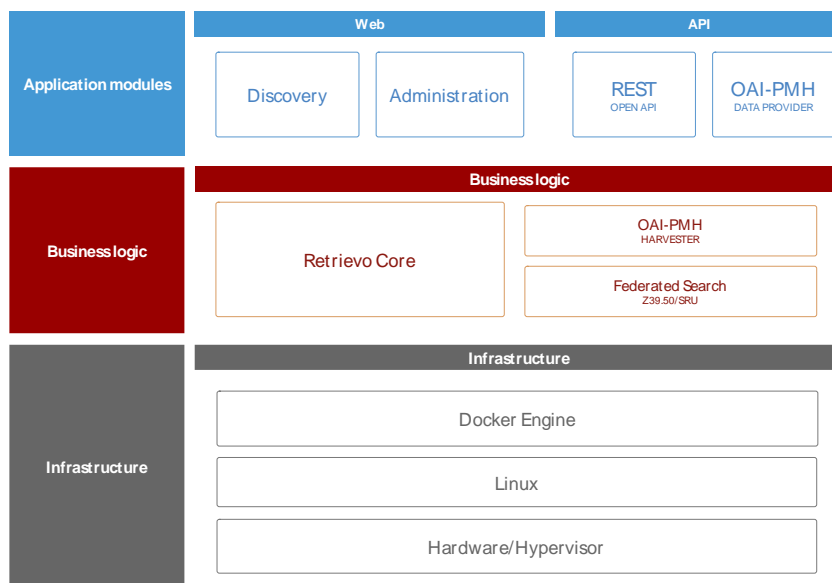 Web
API
Application modules
Discovery
Administration
REST
OPEN API
OAI-PMH
DATA PROVIDER
Business logic
Business logic
Retrievo Core
OAI-PMH
HARVESTER
Federated Search
Z39.50/SRU
Infrastructure
Infrastructure
Docker Engine
Linux
Hardware/Hypervisor